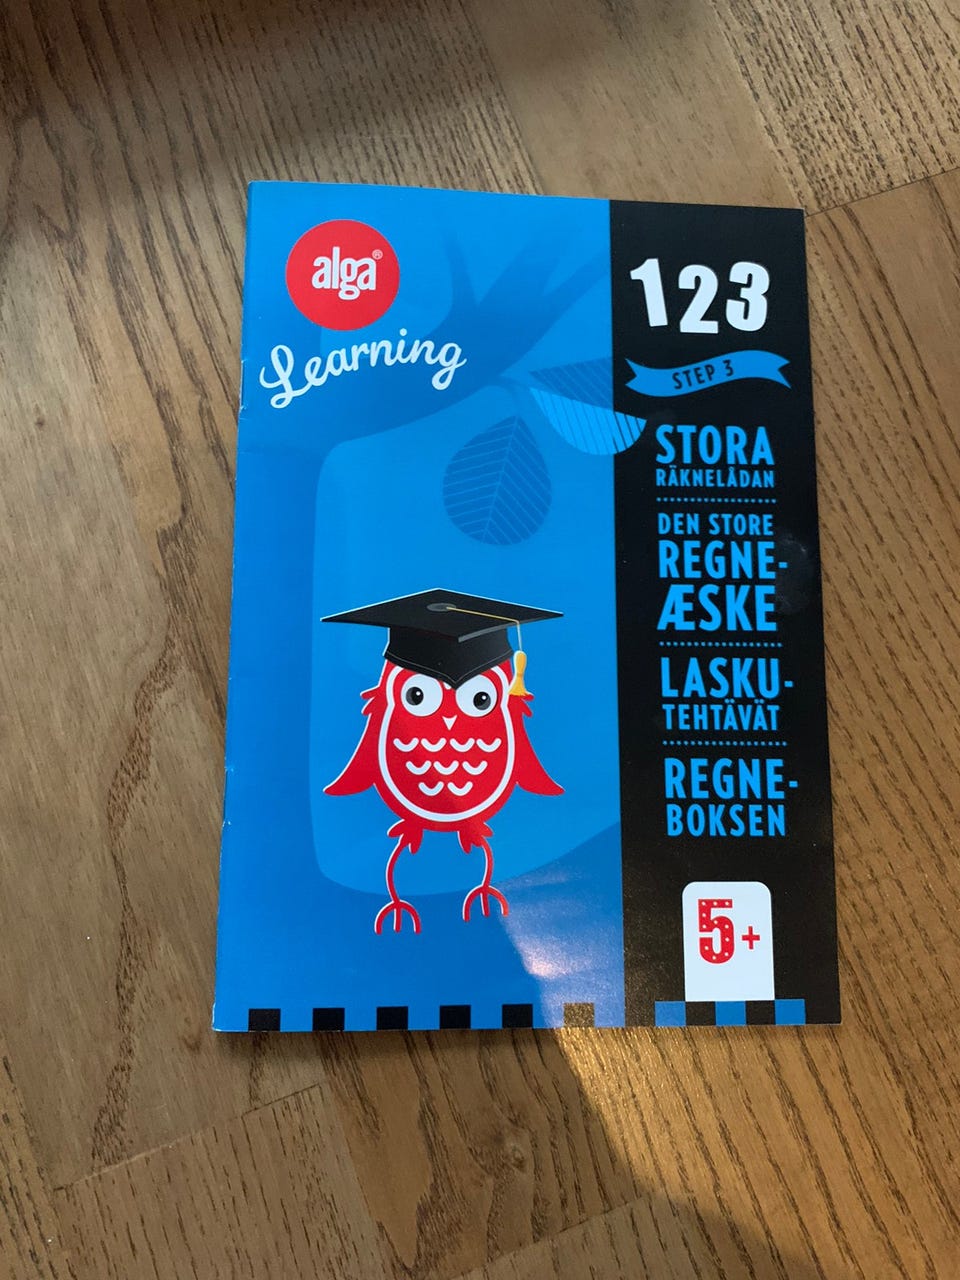 alga®
Learning
123
STEP 3
STORA
RÄKNELÅDAN
DEN STORE
REGNE-
ÆSKE
LASKU-
TEHTÄVÄT
REGNE-
BOKSEN
5+